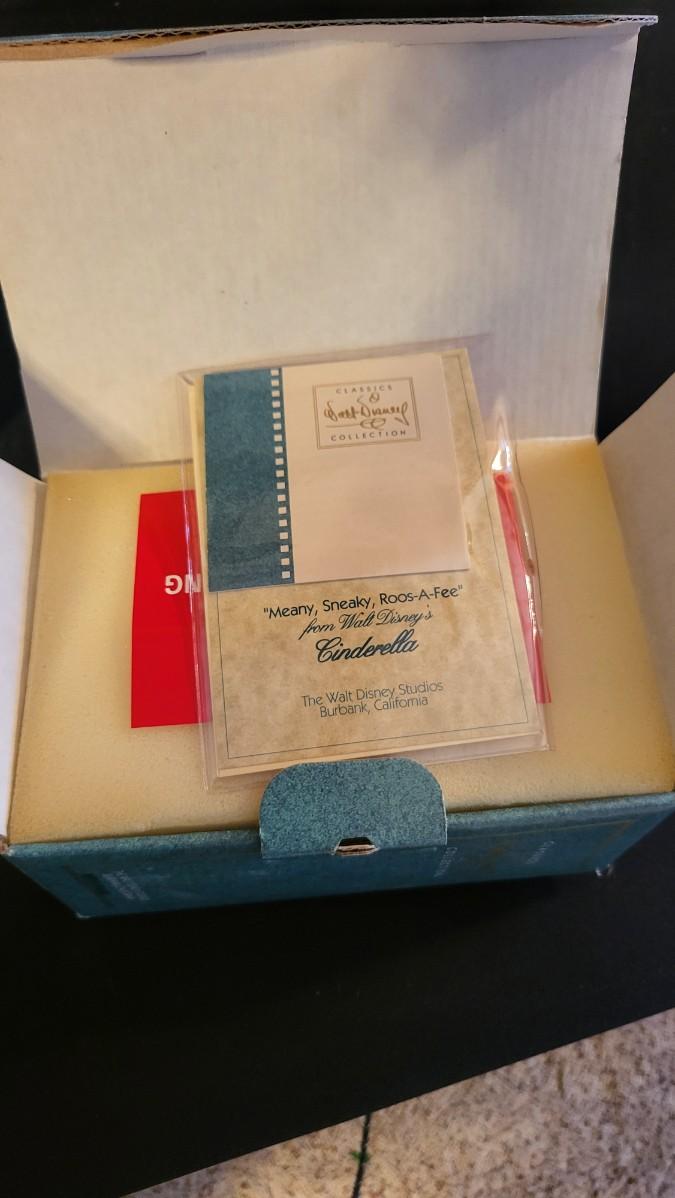 CLASSICS
Walt Disney
COLLECTION
NG
"Meany, Sneaky, Roos-A-Fee"
from Walt Disney's
Cinderella
The Walt Disney Studios
Burbank, California